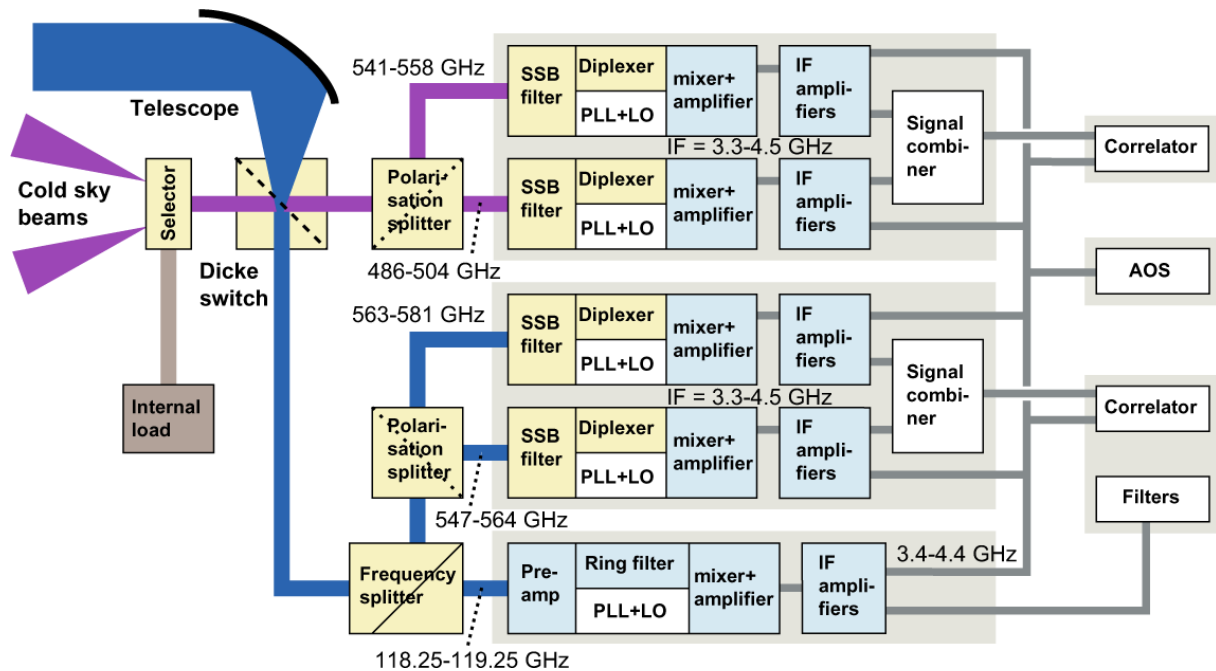 541-558 GHz
SSB
filter
Diplexer
PLL+LO
mixer+
amplifier
IF
ampli-
fiers
Telescope
IF = 3.3-4.5 GHz
Signal
combi-
ner
Correlator
Cold sky
beams
Selector
Polari-
sation
splitter
SSB
filter
Diplexer
PLL+LO
mixer+
amplifier
IF
ampli-
fiers
Dicke
switch
486-504 GHz
AOS
563-581 GHz
SSB
filter
Diplexer
PLL+LO
mixer+
amplifier
IF
ampli-
fiers
IF = 3.3-4.5 GHz
Signal
combi-
ner
Correlator
Internal
load
Polari-
sation
splitter
SSB
filter
Diplexer
PLL+LO
mixer+
amplifier
IF
ampli-
fiers
Filters
547-564 GHz
Frequency
splitter
Pre-
amp
Ring filter
PLL+LO
mixer+
amplifier
IF
ampli-
fiers
3.4-4.4 GHz
118.25-119.25 GHz